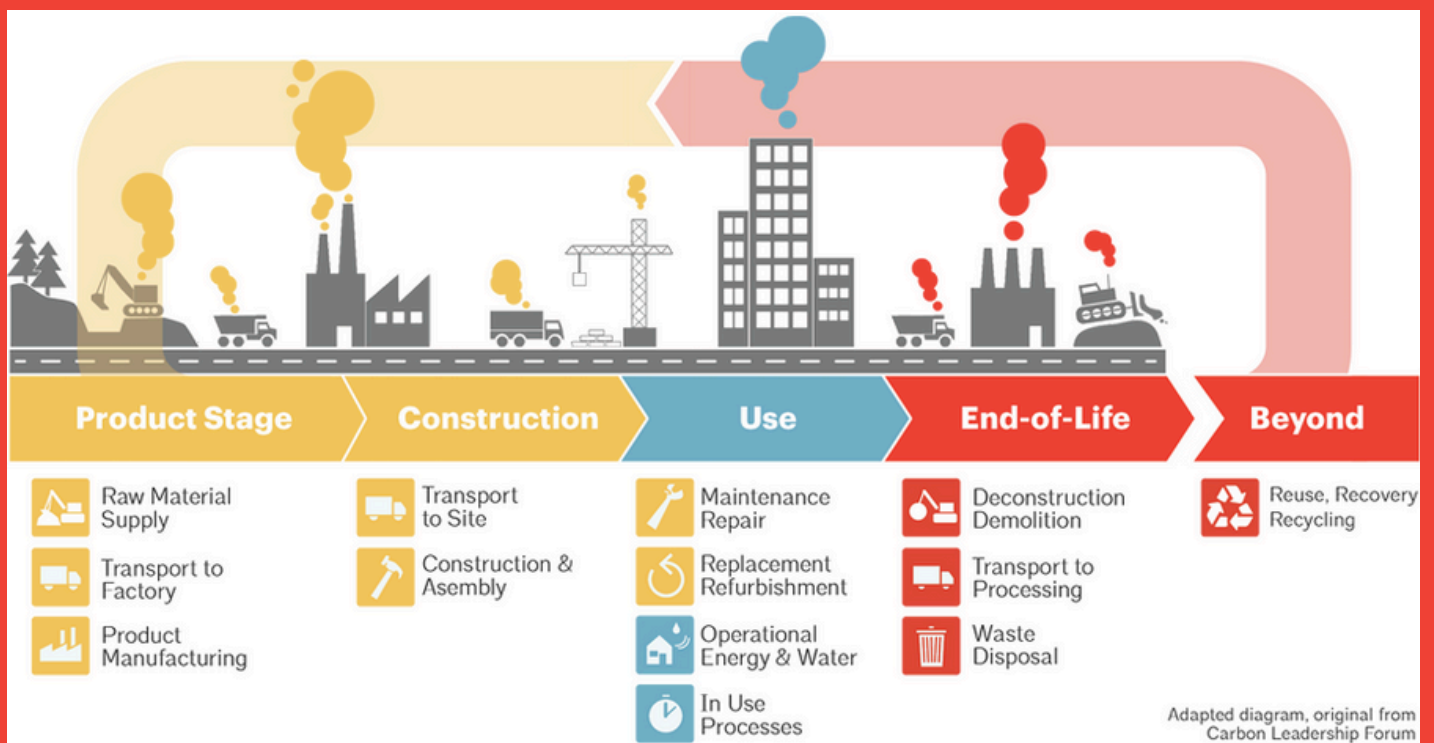 Product Stage
Construction
Use
End-of-Life
Beyond
Raw Material
Supply
Transport to
Factory
Product
Manufacturing
Transport
to Site
Construction &
Asembly
Maintenance
Repair
Replacement
Refurbishment
Operational
Energy & Water
In Use
Processes
Deconstruction
Demolition
Transport to
Processing
Waste
Disposal
Reuse, Recovery
Recycling
Adapted diagram, original from
Carbon Leadership Forum